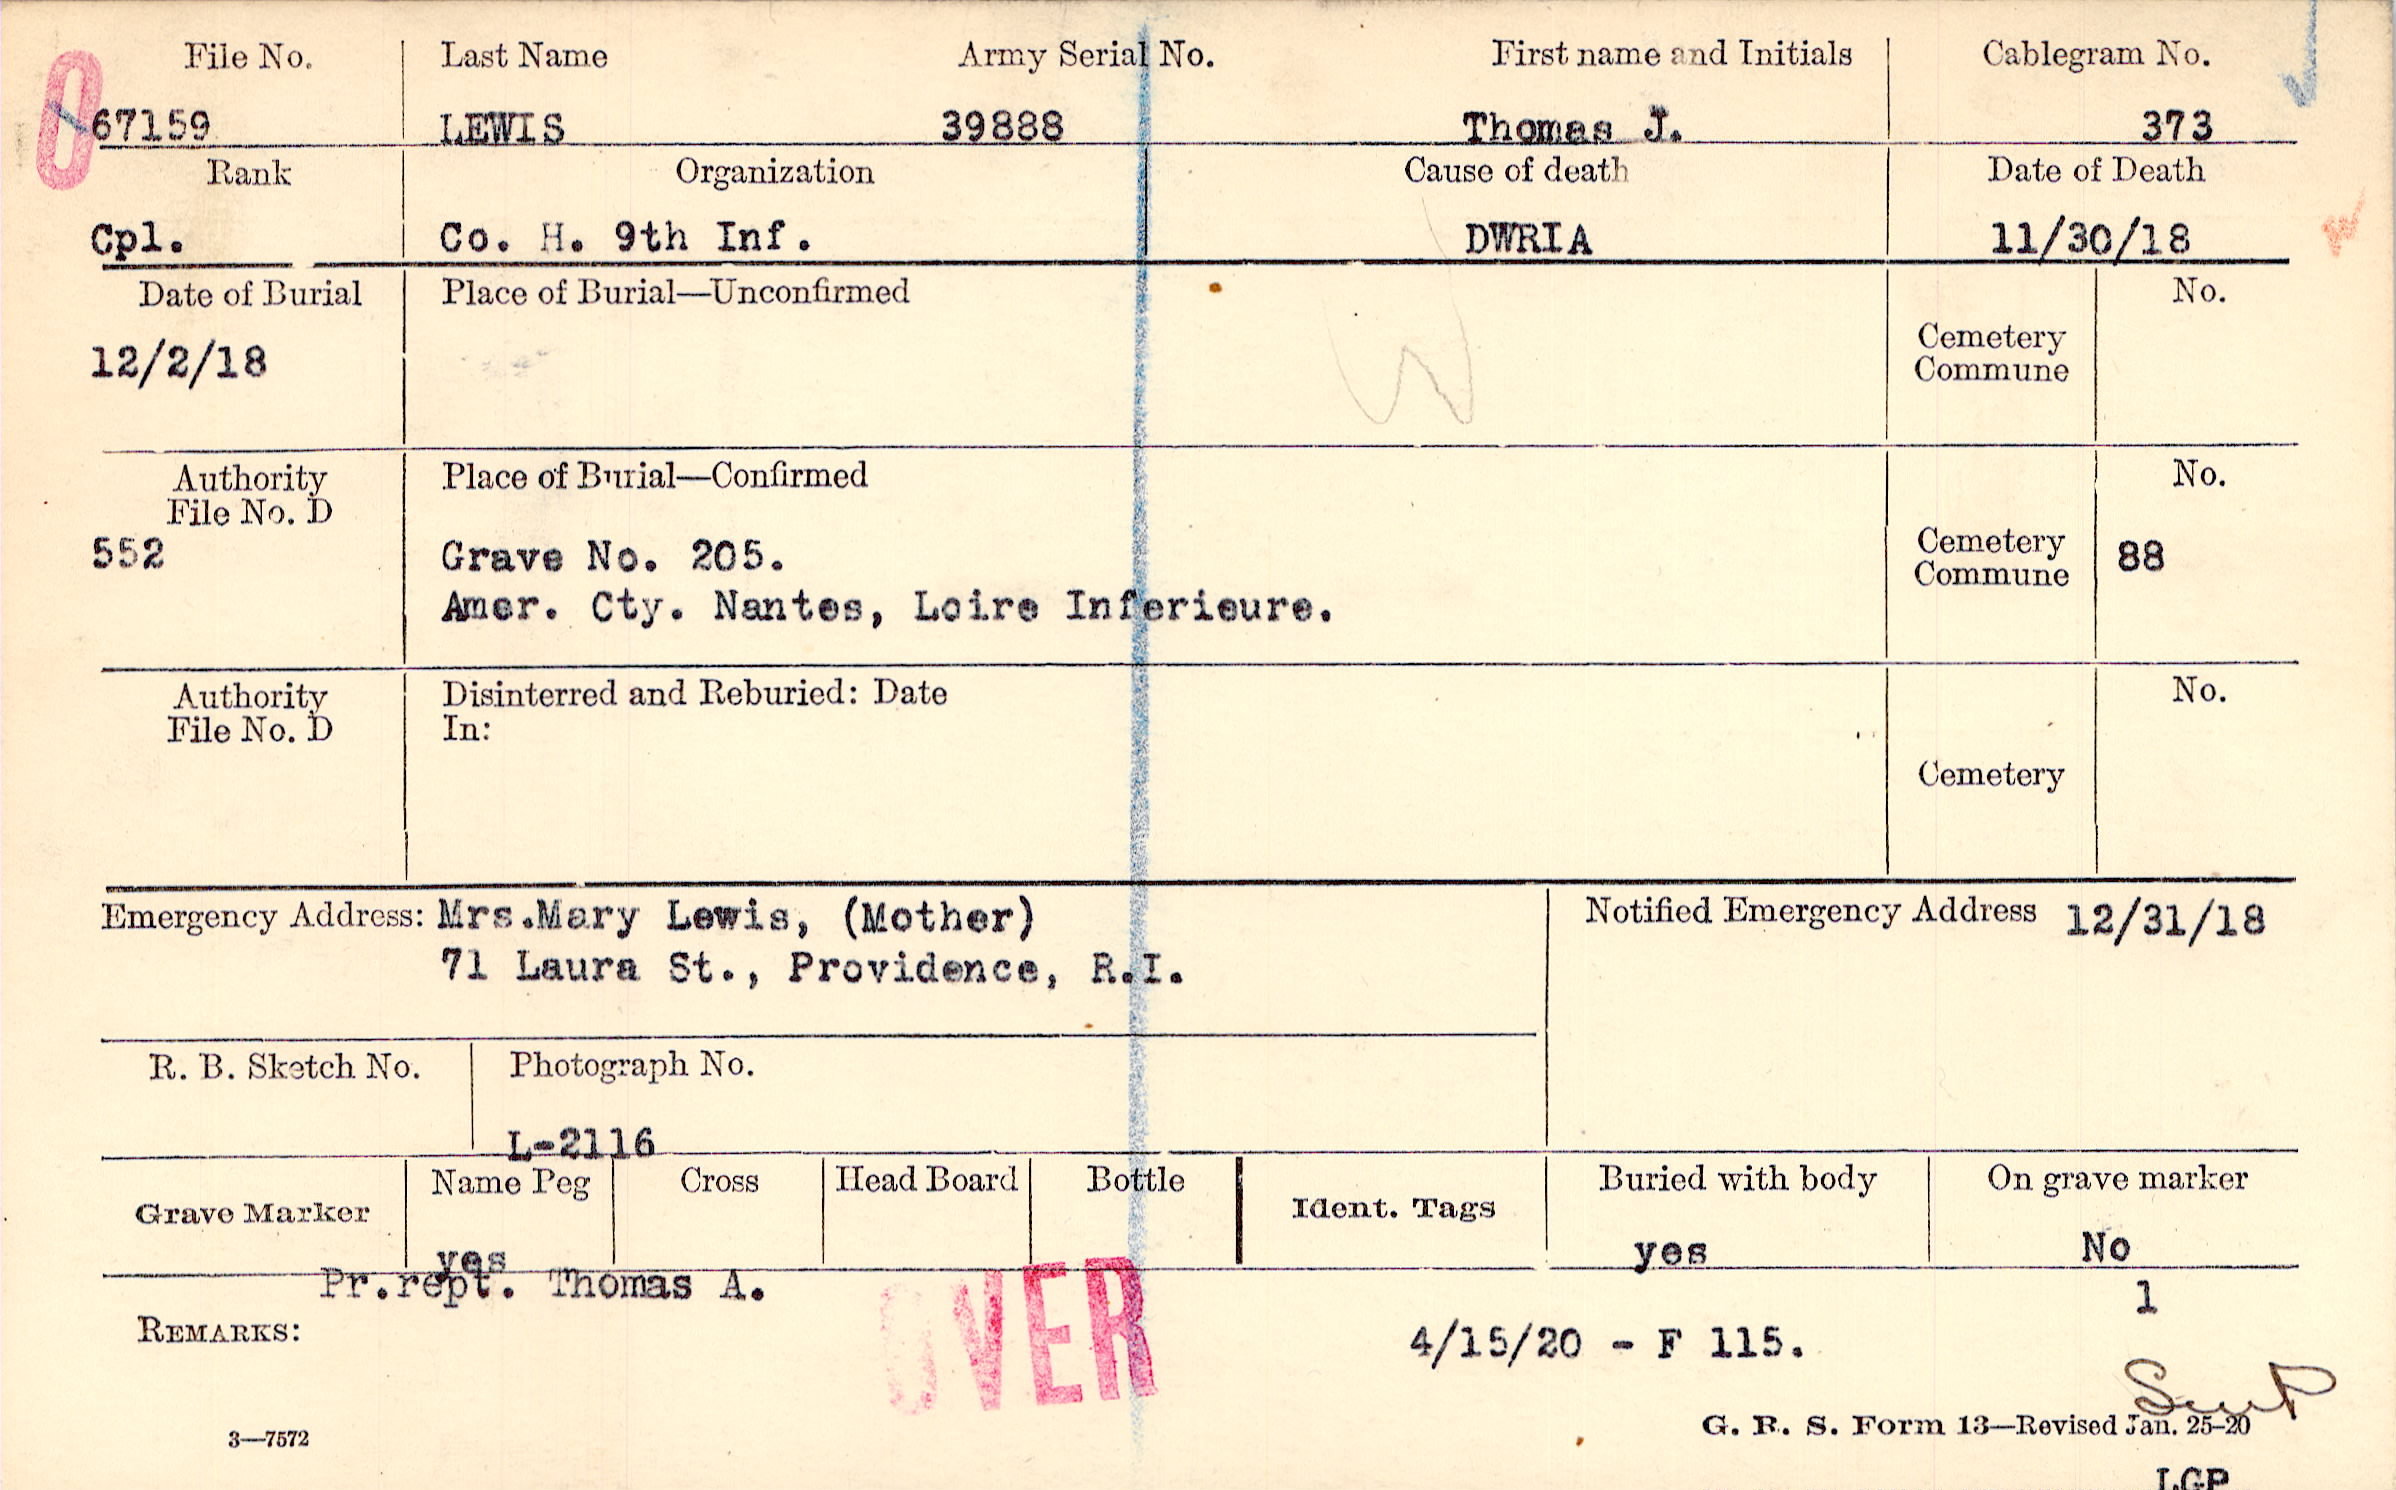 File No. Last Name Army Serial No. First name and Initials Cablegram No.
O
67159 LEWIS 39888 Thomas J. 373
Rank Organization Cause of death Date of Death
Cpl. Co. H. 9th Inf. DWRIA 11/30/18
Date of Burial Place of Burial—Unconfirmed No.
12/2/18
Cemetery
Commune
Authority Place of Burial—Confirmed No.
File No. D
552 Grave No. 205. Cemetery 88
Commune
Amer. Cty. Nantes, Loire Inferieure.
Authority Disinterred and Reburied: Date No.
File No. D In:
Cemetery
Emergency Address: Mrs.Mary Lewis, (Mother) Notified Emergency Address 12/31/18
71 Laura St., Providence, R.I.
R. B. Sketch No. Photograph No.
L-2116
Grave Marker Name Peg Cross Head Board Bottle Ident. Tags Buried with body On grave marker
yes yes No
Pr.rept. Thomas A. 1
REMARKS: 4/15/20 - F 115.
OVER
3—7572 G. R. S. Form 13—Revised Jan. 25-20
LGP